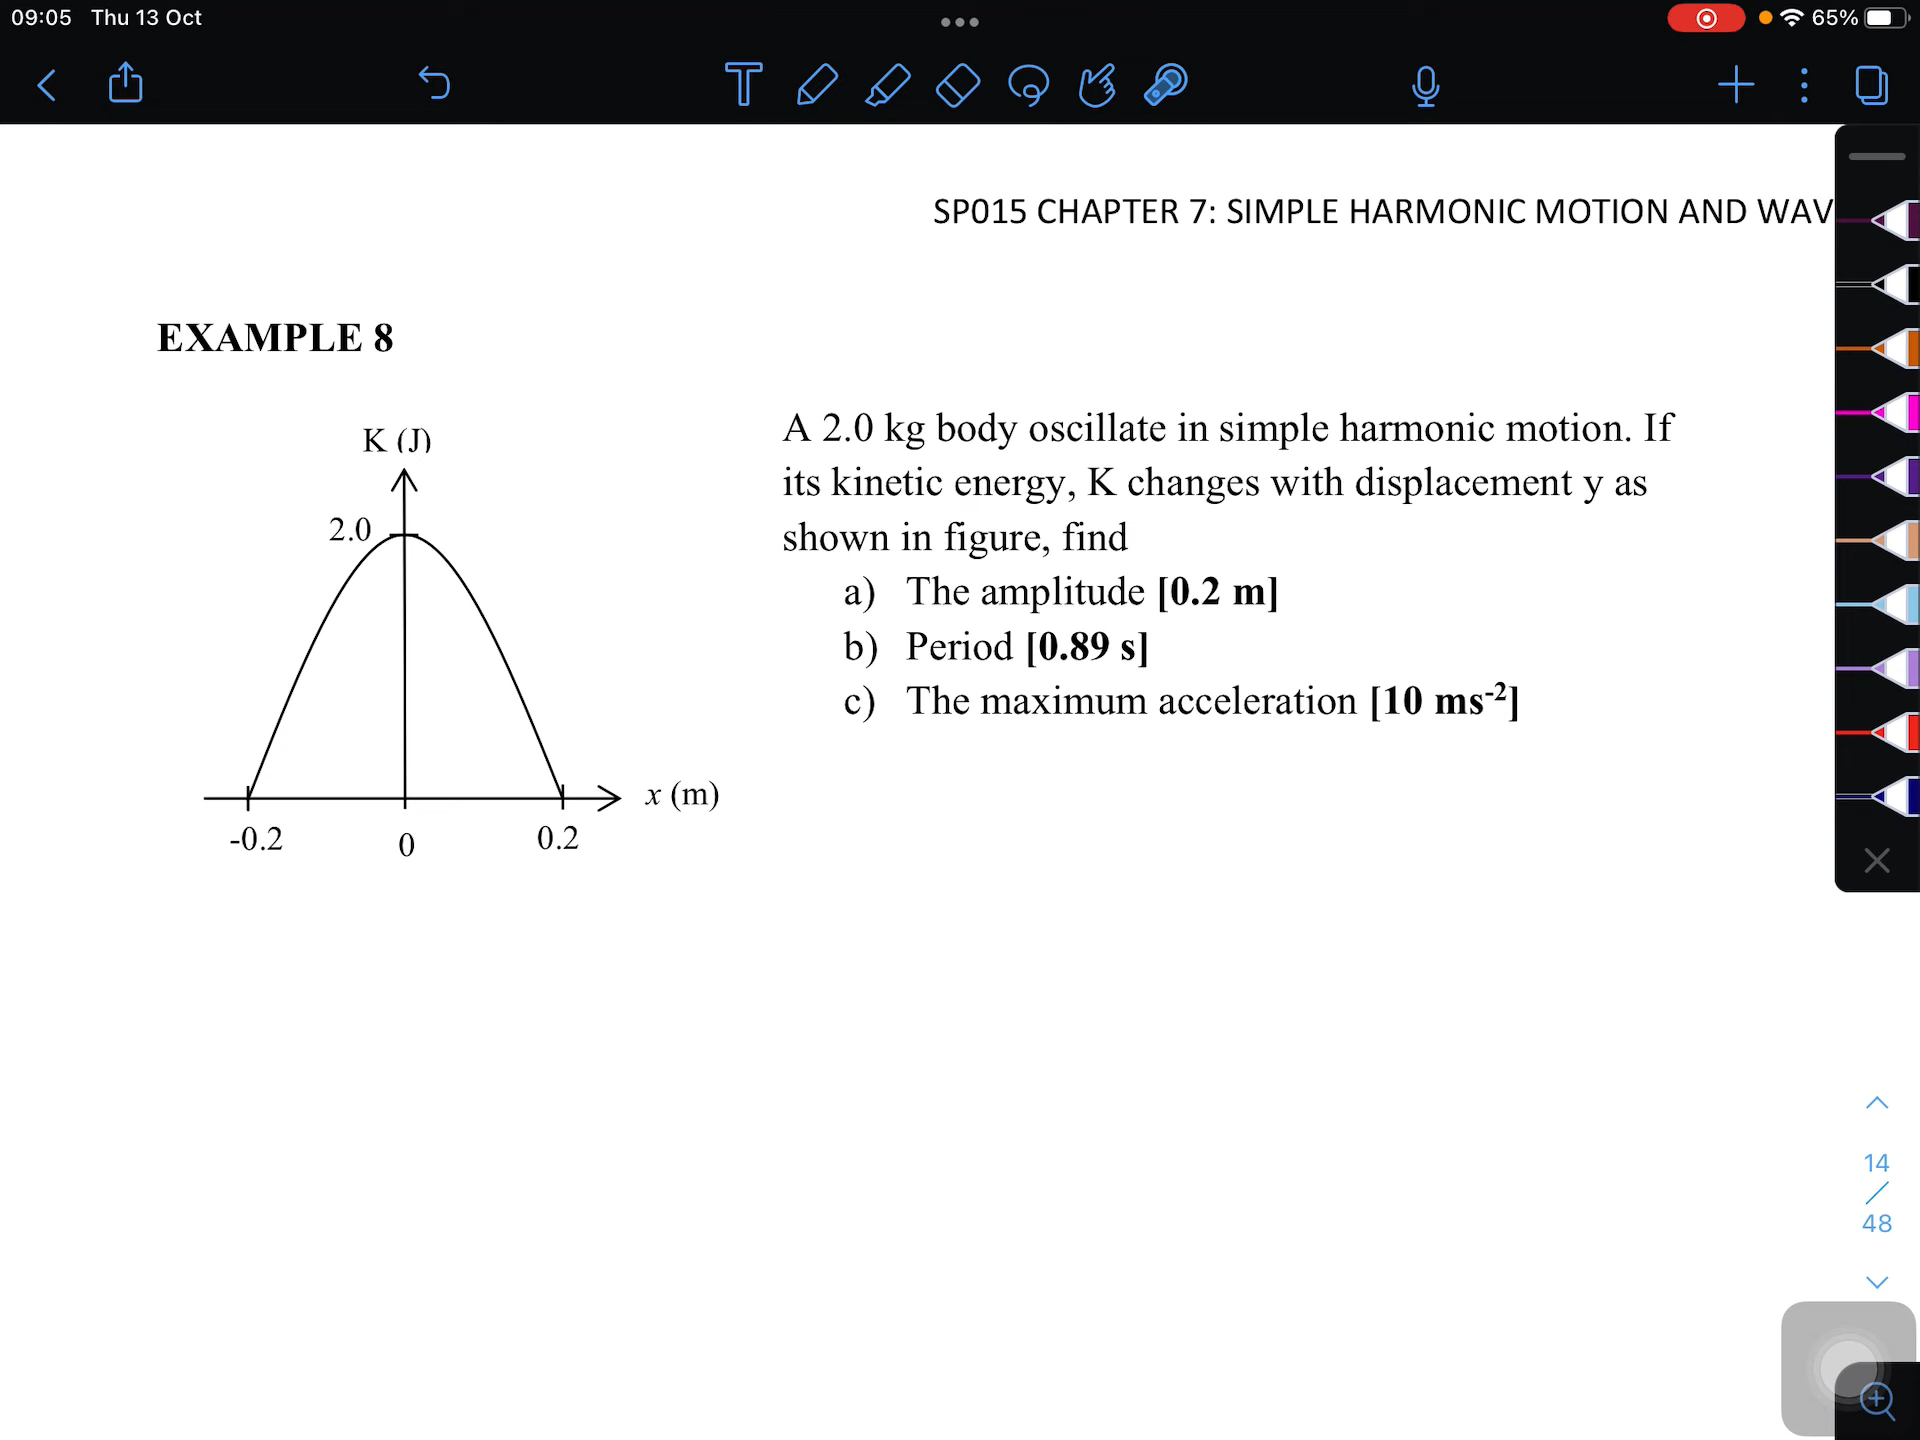 09:05 Thu 13 Oct
65%
SP015 CHAPTER 7: SIMPLE HARMONIC MOTION AND WAV
EXAMPLE 8
K (J)
2.0
-0.2
0
0.2
x (m)
A 2.0 kg body oscillate in simple harmonic motion. If
its kinetic energy, K changes with displacement y as
shown in figure, find
a) The amplitude [0.2 m]
b) Period [0.89 s]
c) The maximum acceleration [10 ms⁻²]
14
/
48